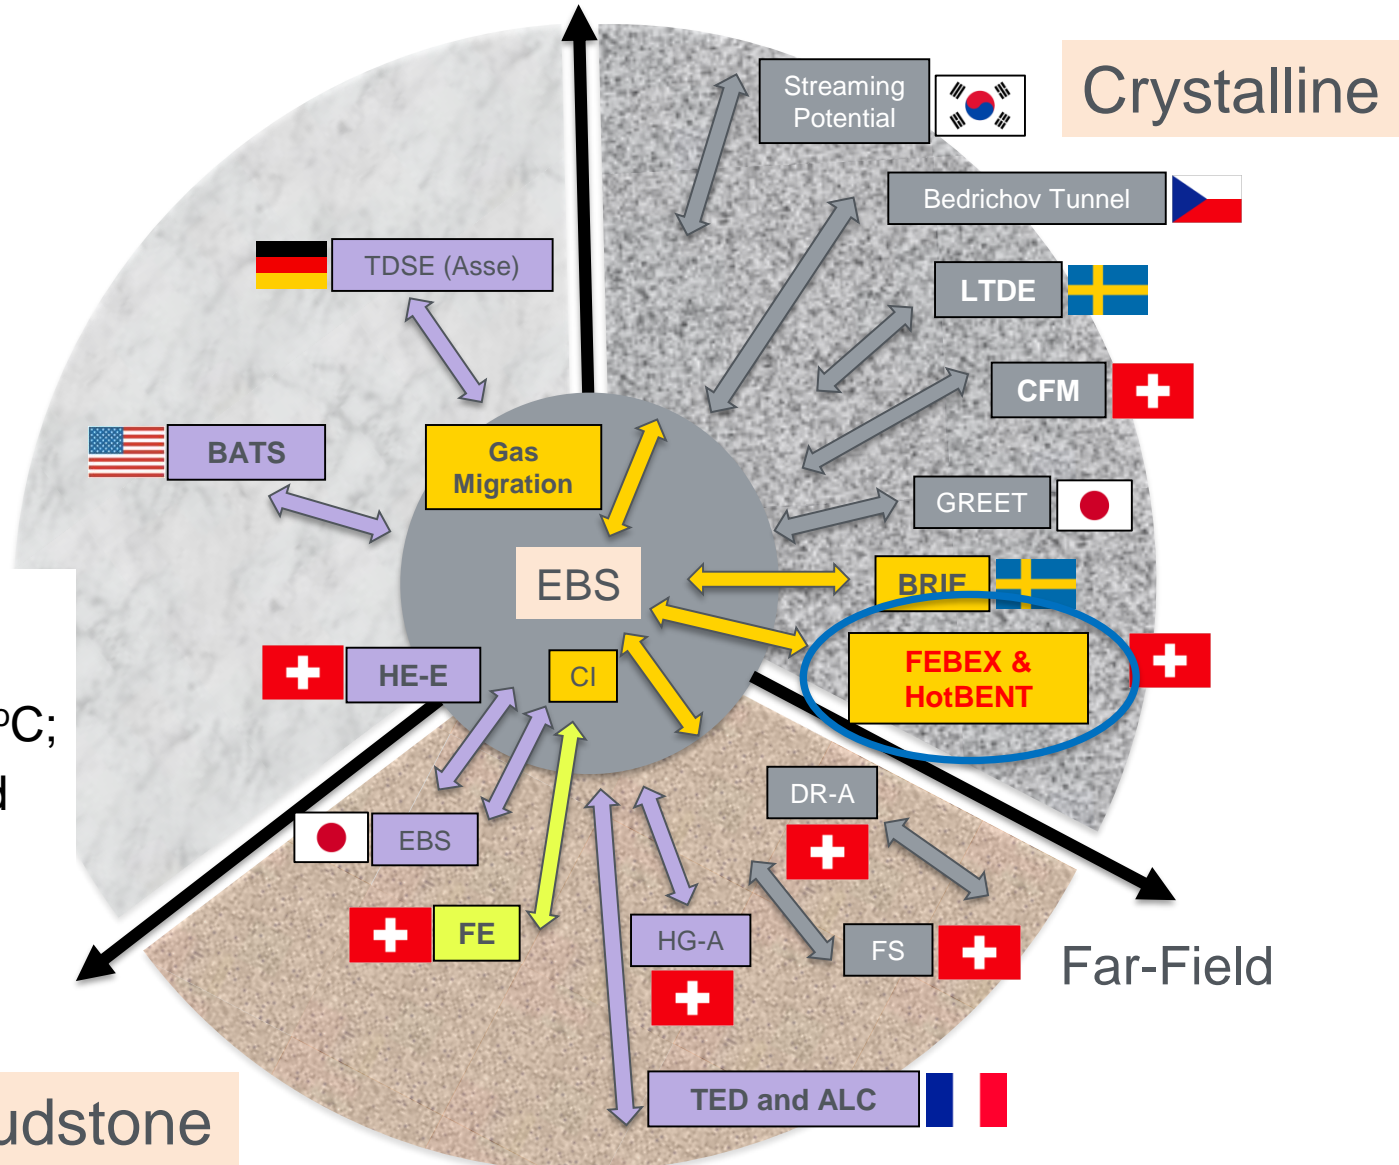 Crystalline
Streaming
Potential
Bedrichov Tunnel
TDSE (Asse)
LTDE
CFM
BATS
Gas
Migration
GREET
EBS
BRIE
FEBEX &
HotBENT
HE-E
CI
ºC;
DR-A
EBS
FE
HG-A
FS
Far-Field
TED and ALC
udstone